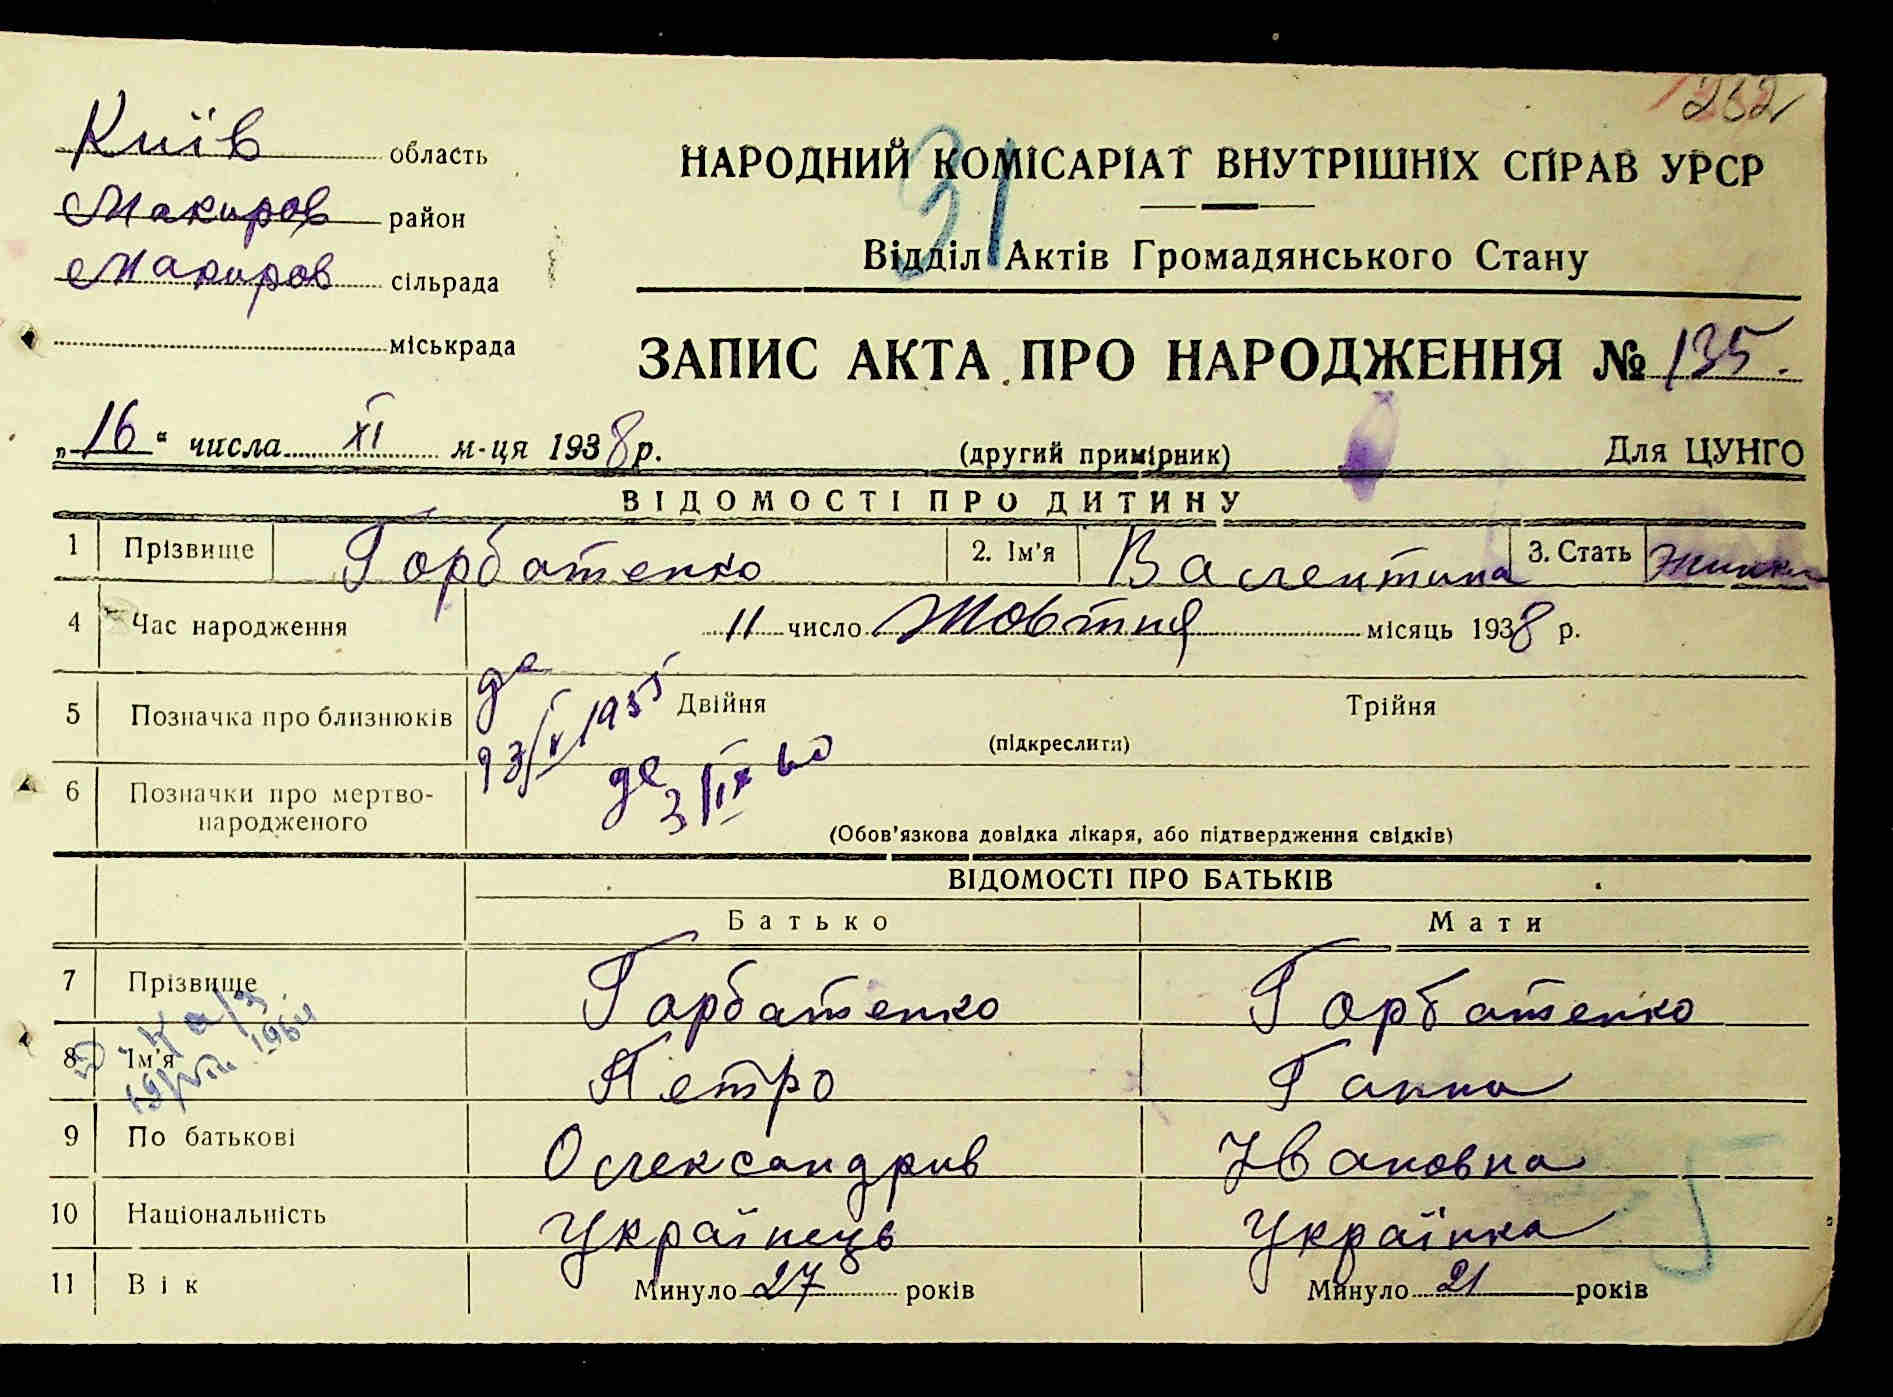 262
Київ область
Макаров район
Макаров сільрада
міськрада
НАРОДНИЙ КОМІСАРІАТ ВНУТРІШНІХ СПРАВ УРСР
31
Відділ Актів Громадянського Стану
ЗАПИС АКТА ПРО НАРОДЖЕННЯ № 135.
„16“ числа XI м-ця 1938 р. (другий примірник) Для ЦУНГО
ВІДОМОСТІ ПРО ДИТИНУ
1 Прізвище Горбатенко 2. Ім'я Валентина 3. Стать
4 Час народження 11 число Жовтня місяць 1938 р.
5 Позначка про близнюків Двійня Трійня
(підкреслити)
6 Позначки про мертво-
народженого
(Обов'язкова довідка лікаря, або підтвердження свідків)
ВІДОМОСТІ ПРО БАТЬКІВ
Батько Мати
7 Прізвище Горбатенко Горбатенко
8 Ім'я Петро Ганна
9 По батькові Олександрив Івановна
10 Національність Українець Українка
11 Вік Минуло 27 років Минуло 21 років